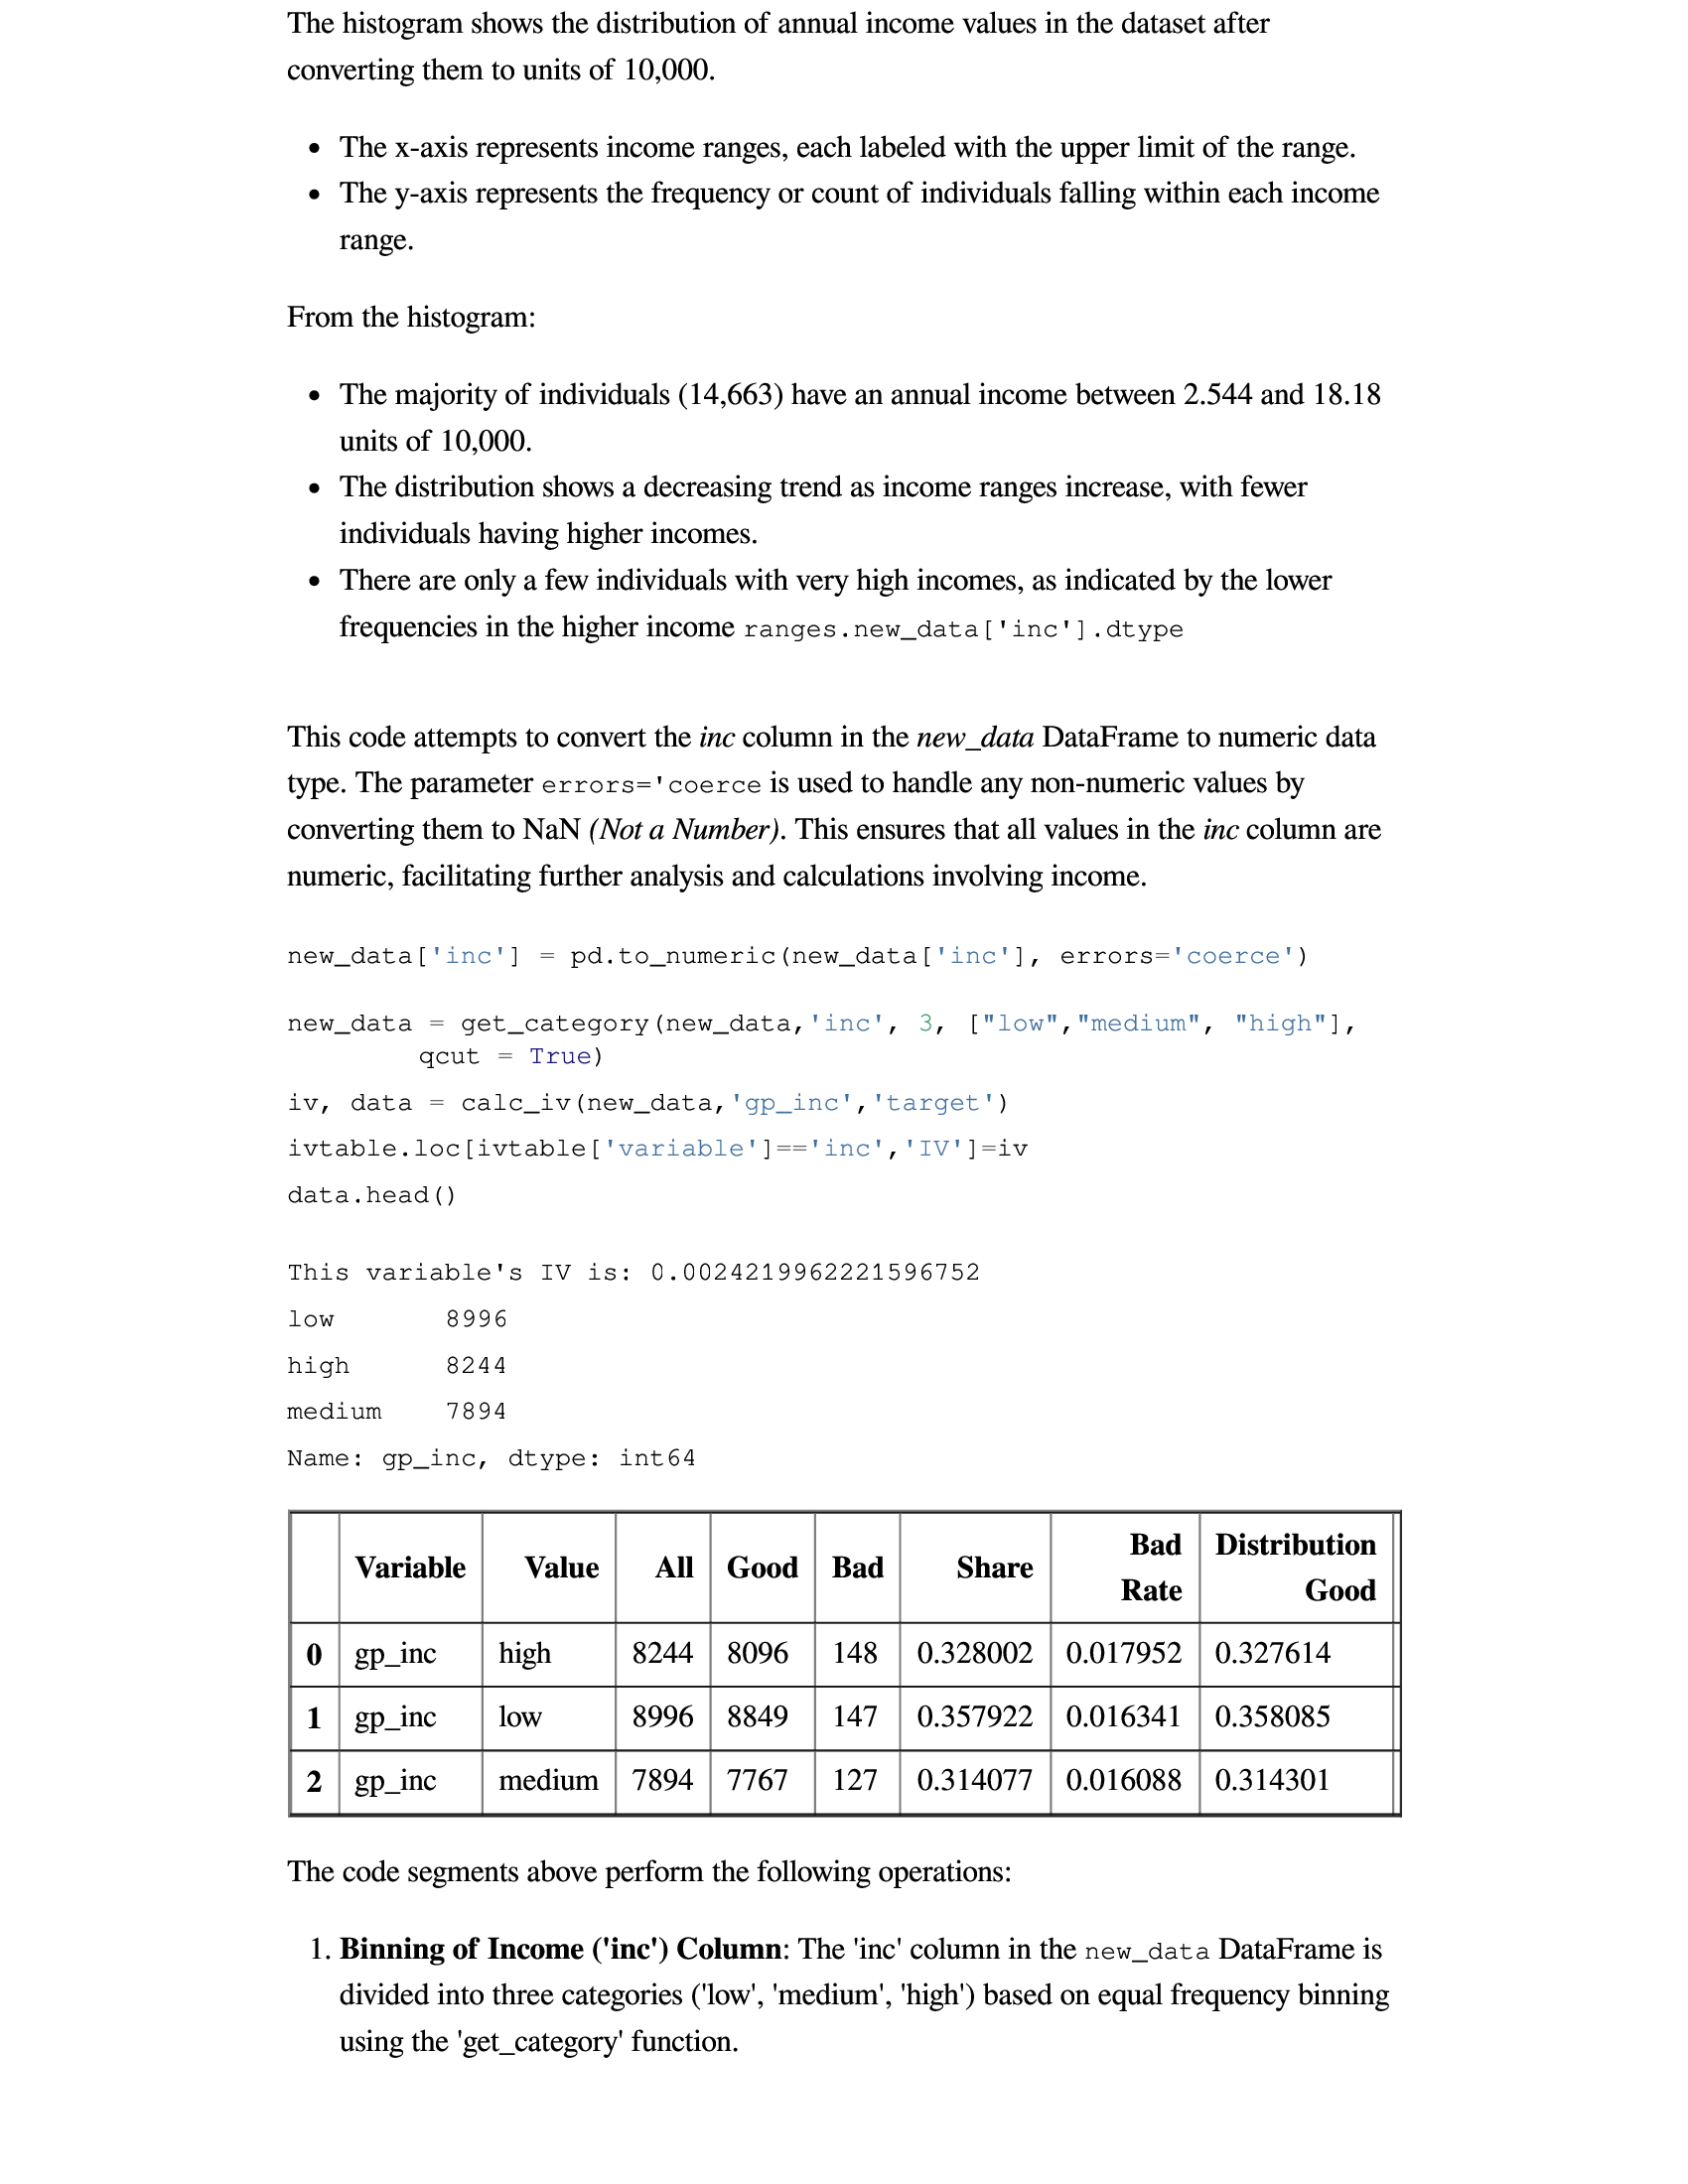 The histogram shows the distribution of annual income values in the dataset after
converting them to units of 10,000.
• The x-axis represents income ranges, each labeled with the upper limit of the range.
• The y-axis represents the frequency or count of individuals falling within each income
range.
From the histogram:
• The majority of individuals (14,663) have an annual income between 2.544 and 18.18
units of 10,000.
• The distribution shows a decreasing trend as income ranges increase, with fewer
individuals having higher incomes.
• There are only a few individuals with very high incomes, as indicated by the lower
frequencies in the higher income ranges.new_data['inc'].dtype
This code attempts to convert the inc column in the new_data DataFrame to numeric data
type. The parameter errors='coerce is used to handle any non-numeric values by
converting them to NaN (Not a Number). This ensures that all values in the inc column are
numeric, facilitating further analysis and calculations involving income.
new_data['inc'] = pd.to_numeric(new_data['inc'], errors='coerce')
new_data = get_category(new_data,'inc', 3, ["low","medium", "high"],
qcut = True)
iv, data = calc_iv(new_data,'gp_inc','target')
ivtable.loc[ivtable['variable']=='inc','IV']=iv
data.head()
This variable's IV is: 0.0024219962221596752
low 8996
high 8244
medium 7894
Name: gp_inc, dtype: int64
Variable Value All Good Bad Share Bad Rate Distribution Good
0 gp_inc high 8244 8096 148 0.328002 0.017952 0.327614
1 gp_inc low 8996 8849 147 0.357922 0.016341 0.358085
2 gp_inc medium 7894 7767 127 0.314077 0.016088 0.314301
The code segments above perform the following operations:
1. Binning of Income ('inc') Column: The 'inc' column in the new_data DataFrame is
divided into three categories ('low', 'medium', 'high') based on equal frequency binning
using the 'get_category' function.